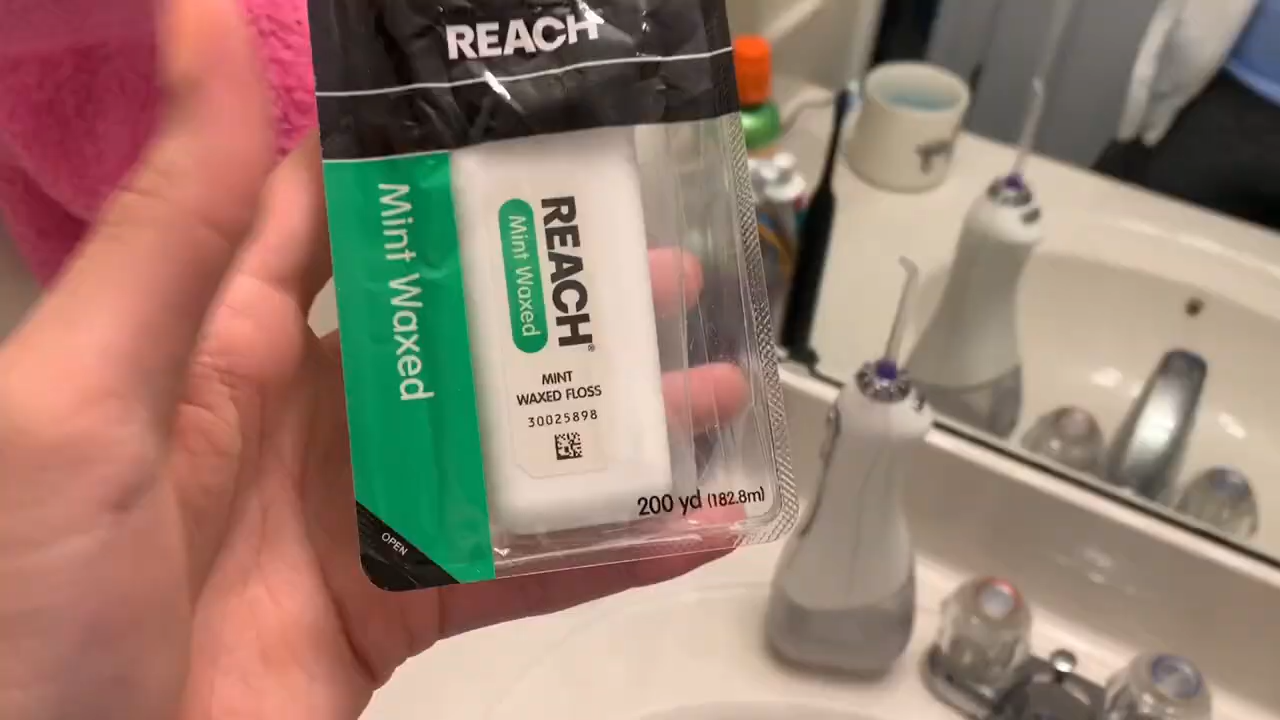 REACH
Mint Waxed
REACH®
Mint Waxed
MINT
WAXED FLOSS
30025898
200 yd (182.8m)
OPEN